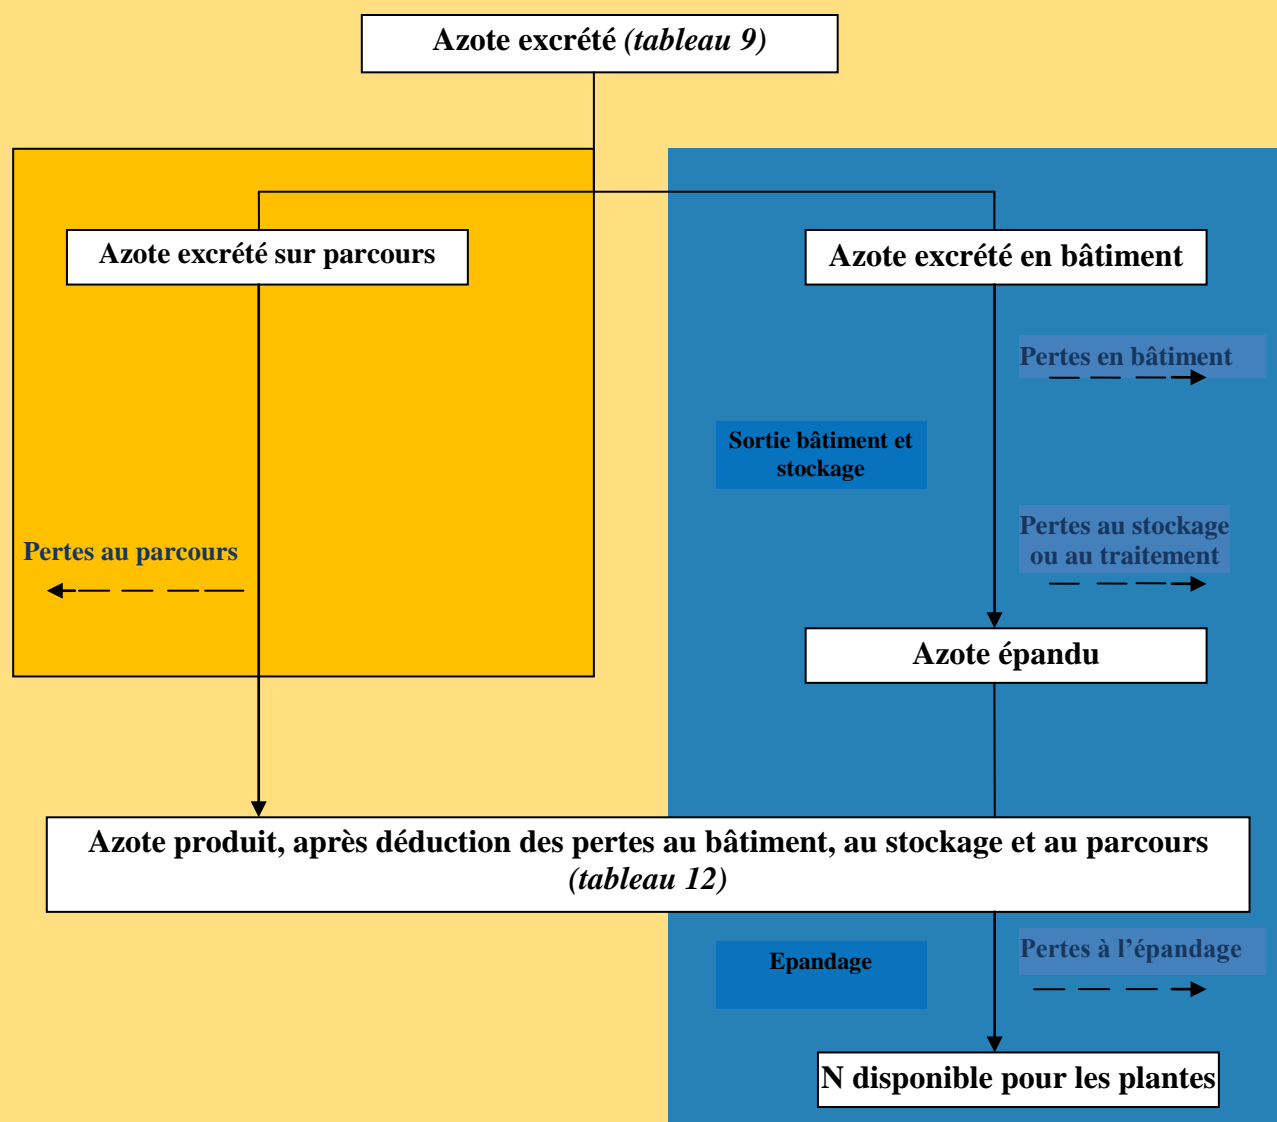 Azote excrété (tableau 9)
Azote excrété sur parcours
Azote excrété en bâtiment
Pertes en bâtiment
Sortie bâtiment et
stockage
Pertes au stockage
ou au traitement
Pertes au parcours
Azote épandu
Azote produit, après déduction des pertes au bâtiment, au stockage et au parcours
(tableau 12)
Epandage
Pertes à l’épandage
N disponible pour les plantes